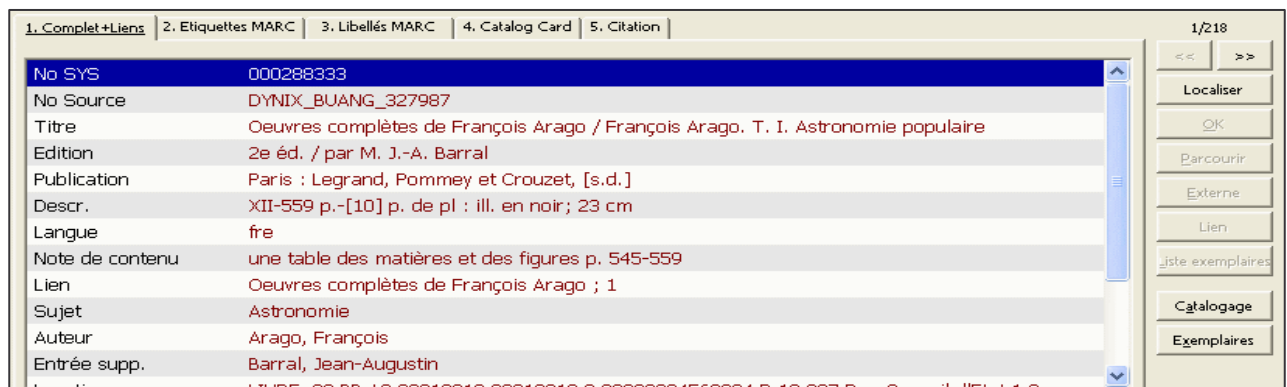 1. Complet+Liens 2. Etiquettes MARC 3. Libellés MARC 4. Catalog Card 5. Citation 1/218
<< >>
No SYS 000288333
Localiser
No Source DYNIX_BUANG_327987
Titre Oeuvres complètes de François Arago / François Arago. T. I. Astronomie populaire
OK
Edition 2e éd. / par M. J.-A. Barral
Parcourir
Publication Paris : Legrand, Pommey et Crouzet, [s.d.]
Descr. XII-559 p.-[10] p. de pl : ill. en noir; 23 cm
Externe
Langue fre
Lien
Note de contenu une table des matières et des figures p. 545-559
Liste exemplaires
Lien Oeuvres complètes de François Arago ; 1
Sujet Astronomie
Catalogage
Auteur Arago, François
Exemplaires
Entrée supp. Barral, Jean-Augustin